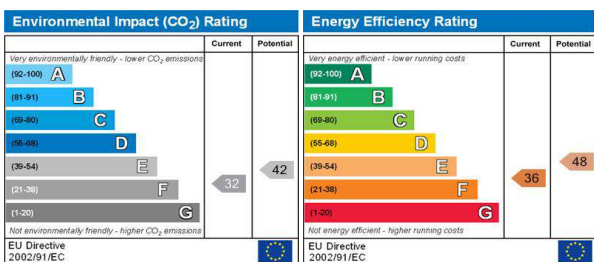 Environmental Impact (CO₂) Rating
Current Potential
Very environmentally friendly - lower CO₂ emissions
(92-100) A
(81-91) B
(69-80) C
(55-68) D
(39-54) E
42
(21-38) F
32
(1-20) G
Not environmentally friendly - higher CO₂ emissions
EU Directive
2002/91/EC
Energy Efficiency Rating
Current Potential
Very energy efficient - lower running costs
(92-100) A
(81-91) B
(69-80) C
(55-68) D
(39-54) E
48
(21-38) F
36
(1-20) G
Not energy efficient - higher running costs
EU Directive
2002/91/EC